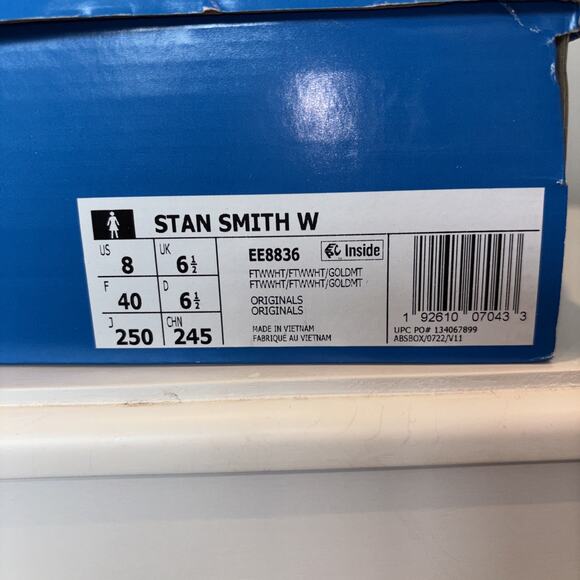 STAN SMITH W
US 8 UK 6½
F 40 D 6½
J 250 CHN 245
EE8836 Inside
FTWWHT/FTWWHT/GOLDMT
FTWWHT/FTWWHT/GOLDMT
ORIGINALS
ORIGINALS
MADE IN VIETNAM
FABRIQUÉ AU VIETNAM
1 92610 07043 3
UPC PO# 134067899
ABSBOX/0722/V11